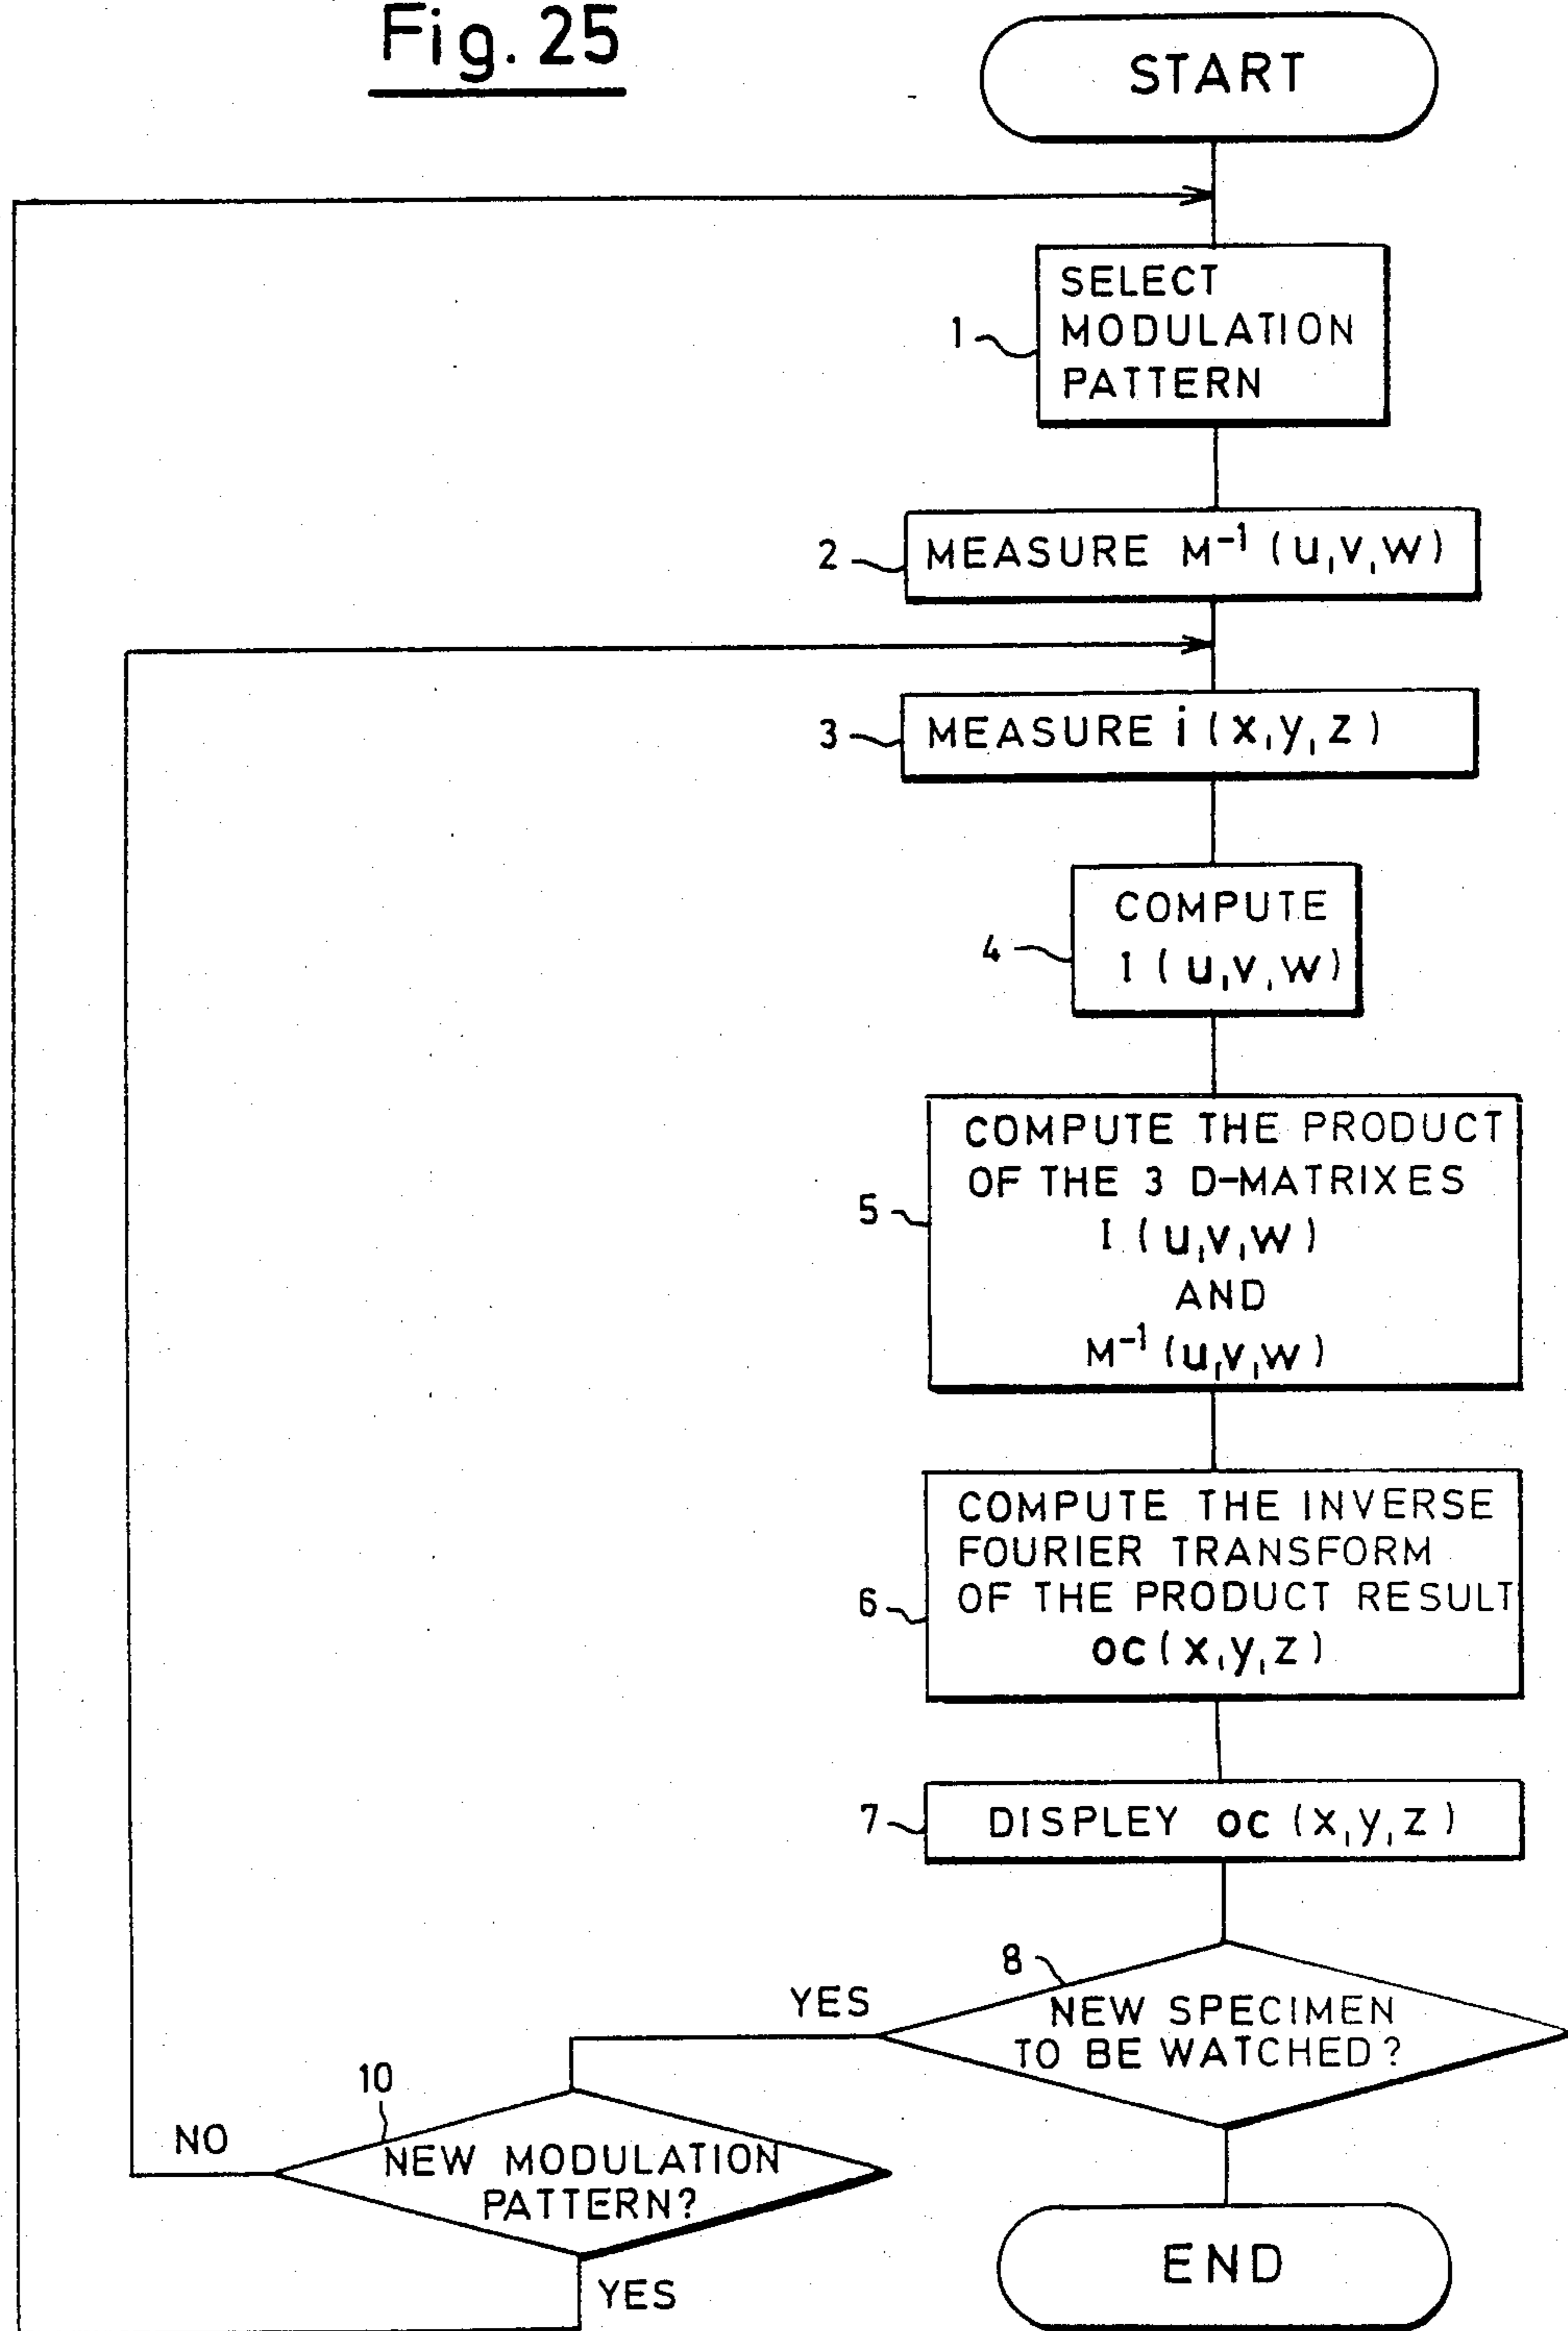 Fig. 25
START
1
SELECT
MODULATION
PATTERN
2
MEASURE M⁻¹ (u,v,w)
3
MEASURE i (x,y,z)
4
COMPUTE
I (u,v,w)
5
COMPUTE THE PRODUCT
OF THE 3 D-MATRIXES
I (u,v,w)
AND
M⁻¹ (u,v,w)
6
COMPUTE THE INVERSE
FOURIER TRANSFORM
OF THE PRODUCT RESULT
oc (x,y,z)
7
DISPLEY oc (x,y,z)
8
YES
NEW SPECIMEN
TO BE WATCHED?
10
NO
NEW MODULATION
PATTERN?
YES
END